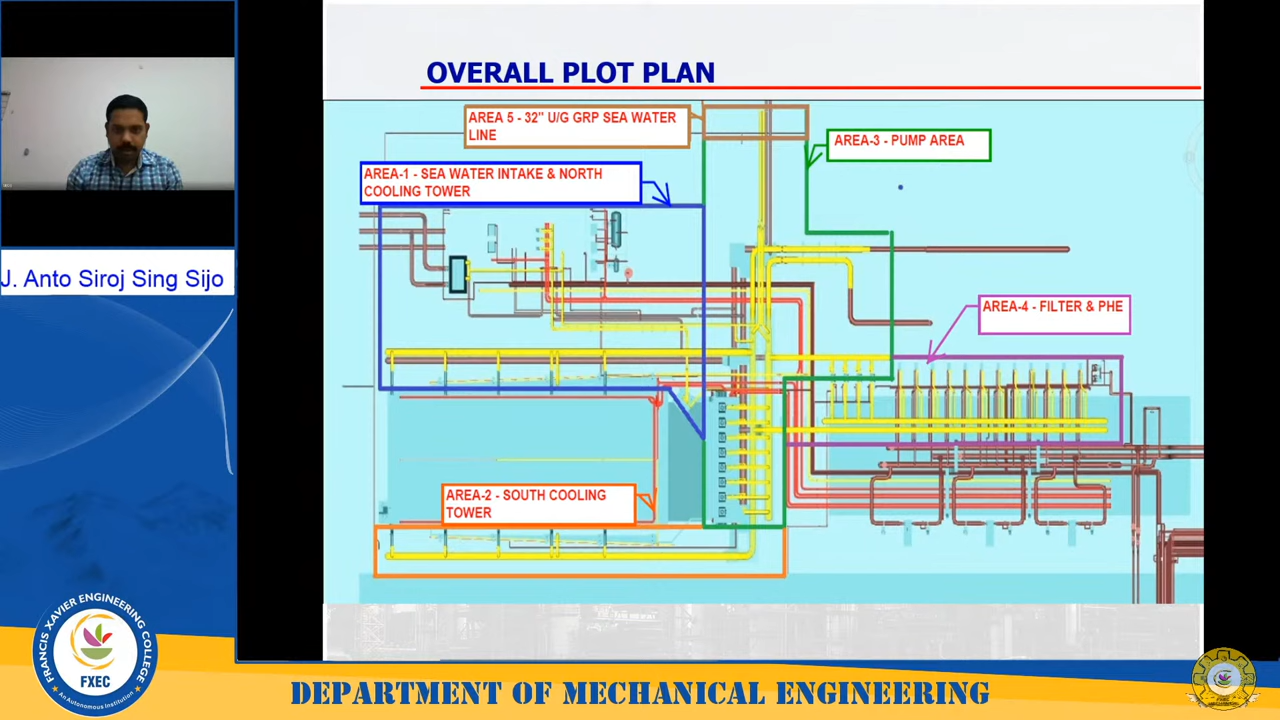 OVERALL PLOT PLAN
AREA 5 - 32" U/G GRP SEA WATER
LINE
AREA-3 - PUMP AREA
AREA-1 - SEA WATER INTAKE & NORTH
COOLING TOWER
J. Anto Siroj Sing Sijo
AREA-4 - FILTER & PHE
AREA-2 - SOUTH COOLING
TOWER
FRANCIS XAVIER ENGINEERING COLLEGE
FXEC
An Autonomous Institution
DEPARTMENT OF MECHANICAL ENGINEERING